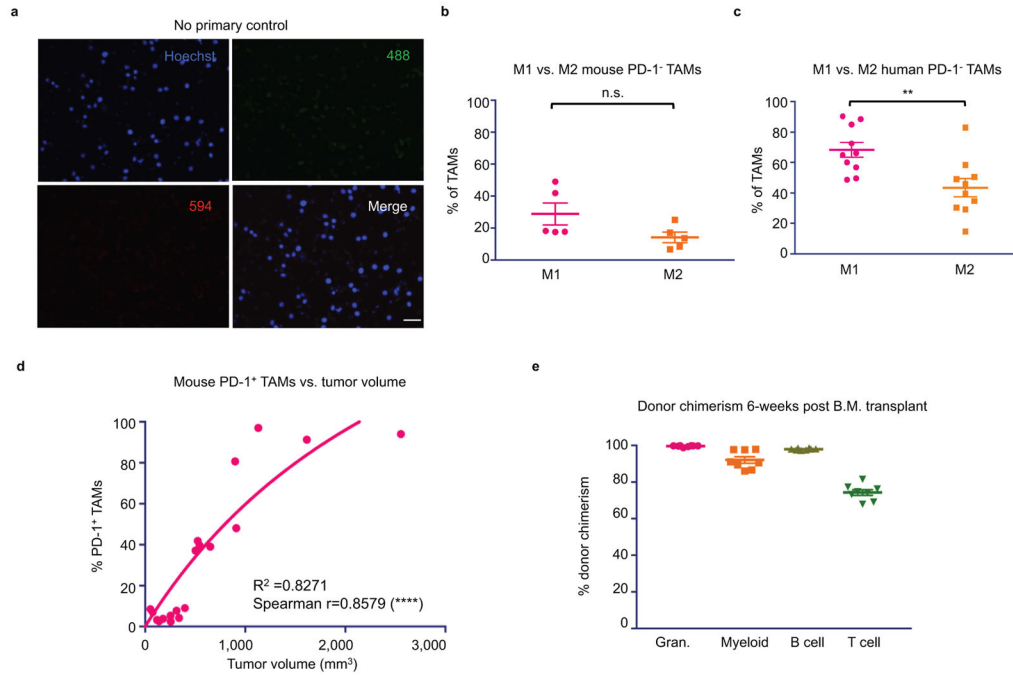 a
No primary control
Hoechst
488
594
Merge
b
M1 vs. M2 mouse PD-1⁻ TAMs
n.s.
% of TAMs
100
80
60
40
20
0
M1
M2
c
M1 vs. M2 human PD-1⁻ TAMs
**
% of TAMs
100
80
60
40
20
0
M1
M2
d
Mouse PD-1⁺ TAMs vs. tumor volume
% PD-1⁺ TAMs
100
80
60
40
20
0
R² =0.8271
Spearman r=0.8579 (****)
0
1,000
2,000
3,000
Tumor volume (mm³)
e
Donor chimerism 6-weeks post B.M. transplant
% donor chimerism
100
80
60
40
20
0
Gran.
Myeloid
B cell
T cell